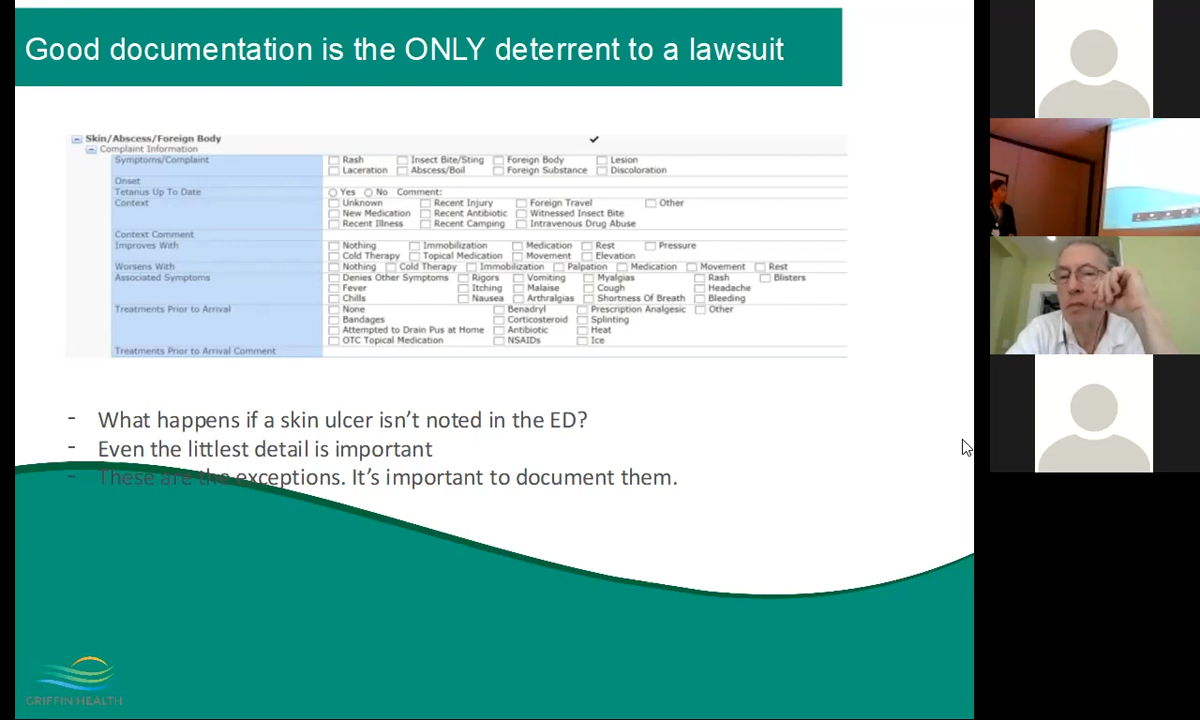 Good documentation is the ONLY deterrent to a lawsuit
Skin/Abscess/Foreign Body
Complaint Information
Symptoms/Complaint Rash Insect Bite/Sting Foreign Body Lesion
Laceration Abscess/Boil Foreign Substance Discoloration
Onset
Tetanus Up To Date Yes No Comment:
Context Unknown Recent Injury Foreign Travel Other
New Medication Recent Antibiotic Witnessed Insect Bite
Recent Illness Recent Camping Intravenous Drug Abuse
Context Comment
Improves With Nothing Immobilization Medication Rest Pressure
Cold Therapy Topical Medication Movement Elevation
Worsens With Nothing Cold Therapy Immobilization Palpation Medication Movement Rest
Associated Symptoms Denies Other Symptoms Rigors Vomiting Myalgias Rash Blisters
Fever Itching Malaise Cough Headache
Chills Nausea Arthralgias Shortness Of Breath Bleeding
Treatments Prior to Arrival None Benadryl Prescription Analgesic Other
Bandages Corticosteroid Splinting
Attempted to Drain Pus at Home Antibiotic Heat
OTC Topical Medication NSAIDs Ice
Treatments Prior to Arrival Comment
- What happens if a skin ulcer isn't noted in the ED?
- Even the littlest detail is important
- These are the exceptions. It's important to document them.
GRIFFIN HEALTH